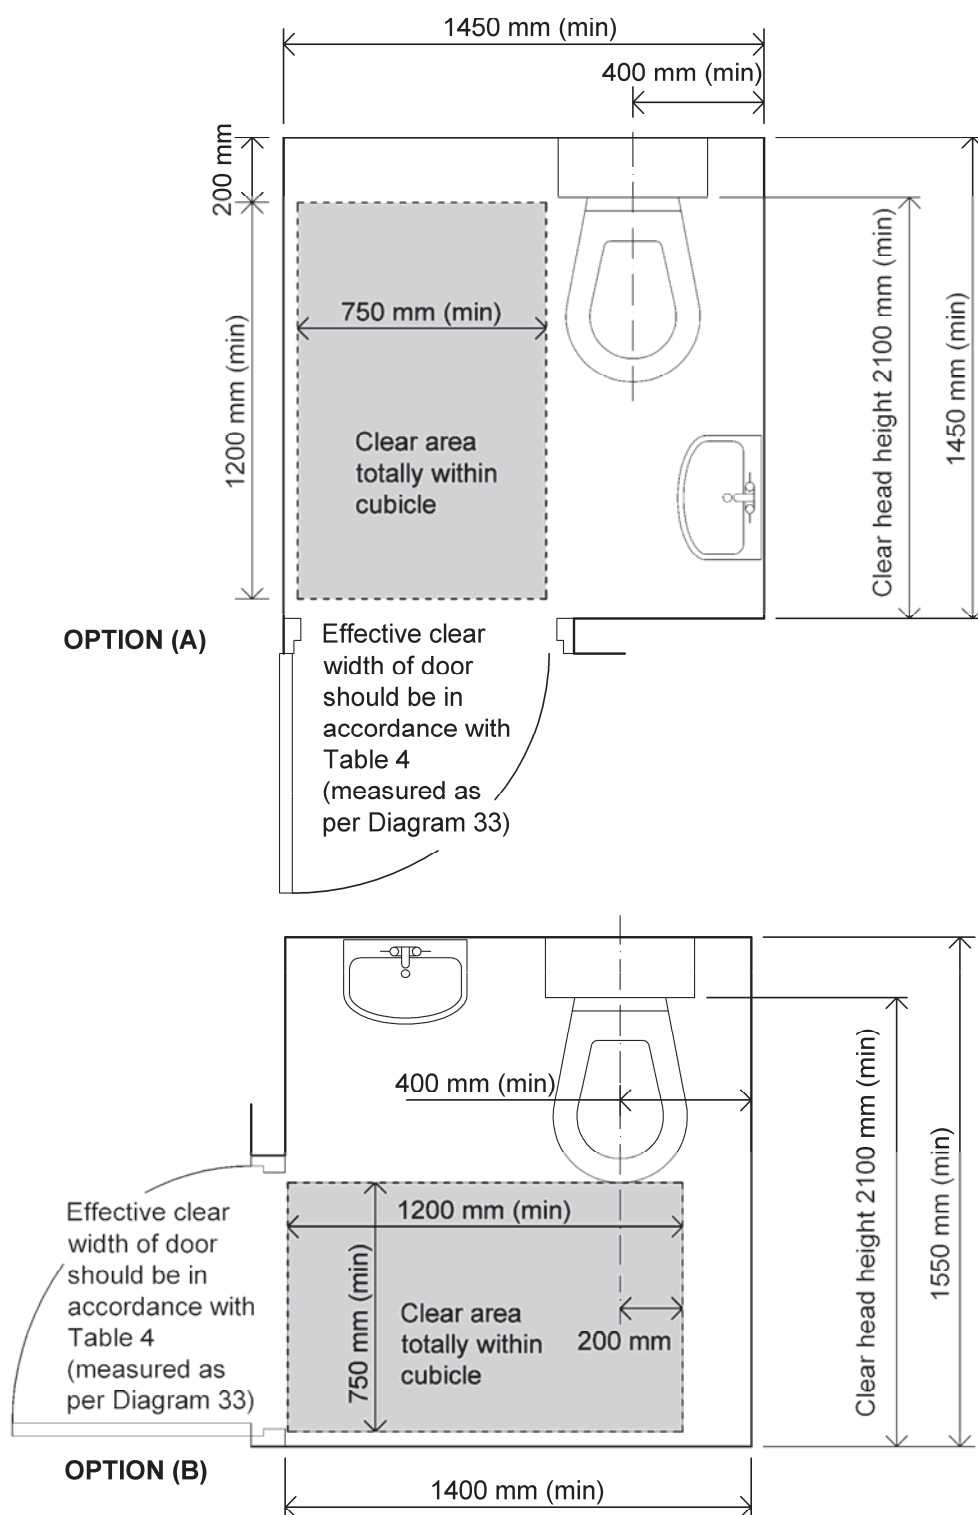 1450 mm (min)
400 mm (min)
200 mm
1200 mm (min)
750 mm (min)
Clear area
totally within
cubicle
Clear head height 2100 mm (min)
1450 mm (min)
OPTION (A)
Effective clear
width of door
should be in
accordance with
Table 4
(measured as
per Diagram 33)
400 mm (min)
Effective clear
width of door
should be in
accordance with
Table 4
(measured as
per Diagram 33)
1200 mm (min)
750 mm (min)
Clear area
totally within
cubicle
200 mm
Clear head height 2100 mm (min)
1550 mm (min)
OPTION (B)
1400 mm (min)